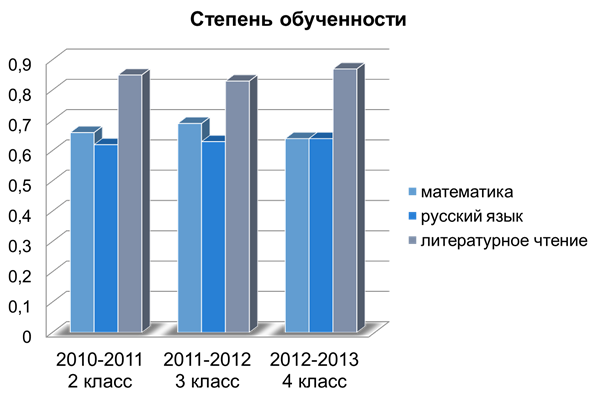 Степень обученности
0,9
0,8
0,7
0,6
0,5
0,4
0,3
0,2
0,1
0
2010-2011
2 класс
2011-2012
3 класс
2012-2013
4 класс
математика
русский язык
литературное чтение